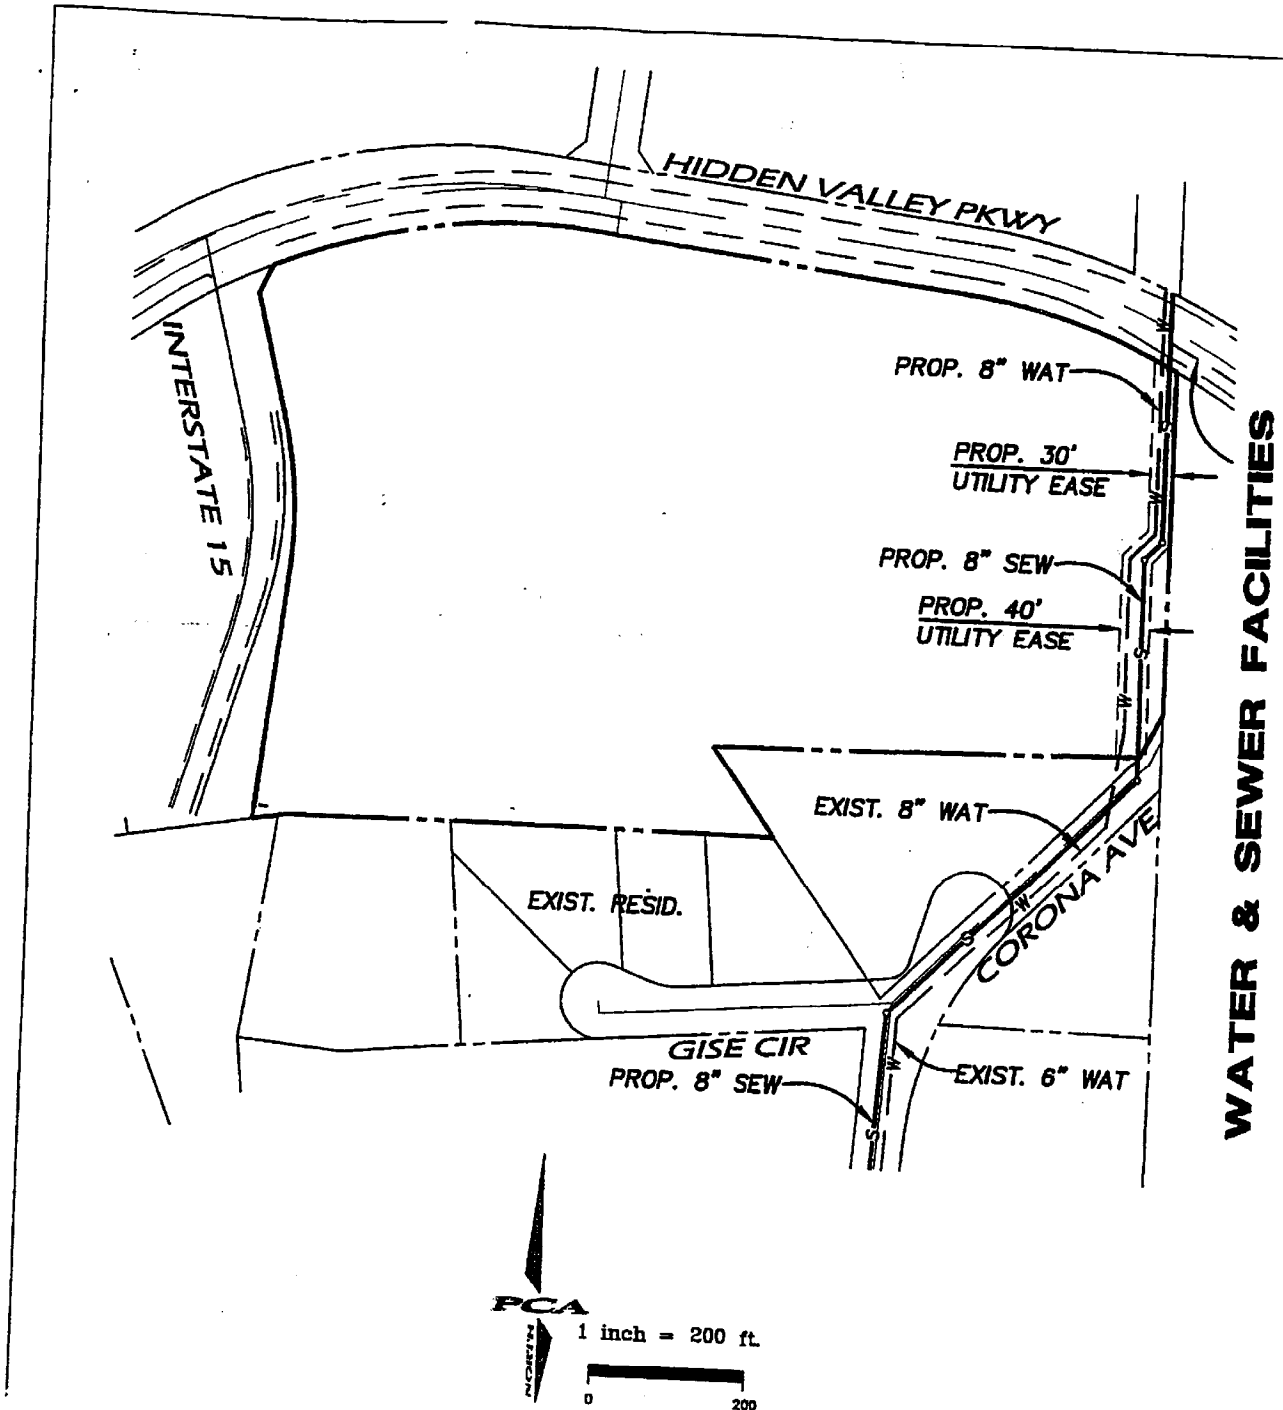 HIDDEN VALLEY PKWY
INTERSTATE 15
W
PROP. 8" WAT
PROP. 30'
UTILITY EASE
W
PROP. 8" SEW
PROP. 40'
UTILITY EASE
S
W
EXIST. 8" WAT
CORONA AVE
W
S
EXIST. RESID.
GISE CIR
PROP. 8" SEW
W
EXIST. 6" WAT
S
WATER & SEWER FACILITIES
PCA
NORTH
1 inch = 200 ft.
0
200